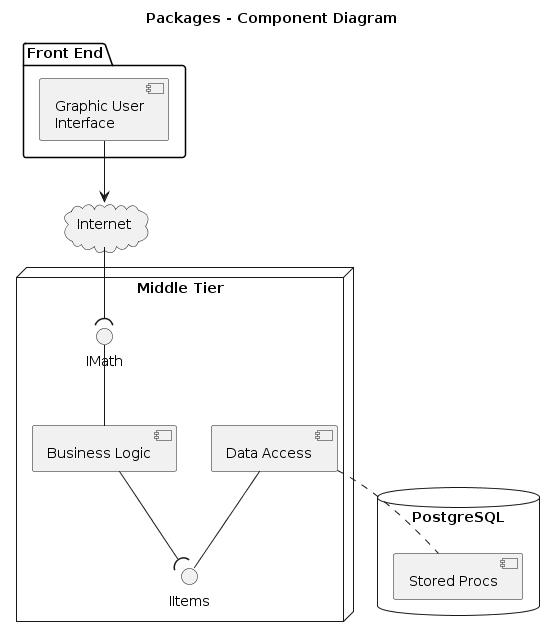 Packages - Component Diagram
Front End
Graphic User
Interface
Internet
Middle Tier
IMath
Business Logic
Data Access
PostgreSQL
Stored Procs
IItems